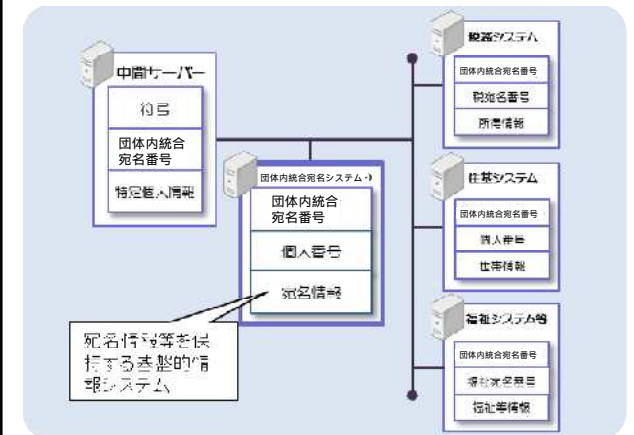 中間サーバー
符号
団体内統合
宛名番号
特定個人情報
団体内統合宛名システム
団体内統合
宛名番号
個人番号
宛名情報
宛名情報等を保
持する基盤的情
報システム
税務システム
団体内統合宛名番号
税宛名番号
所得情報
住基システム
団体内統合宛名番号
個人番号
世帯情報
福祉システム等
団体内統合宛名番号
福祉宛名番号
福祉等情報